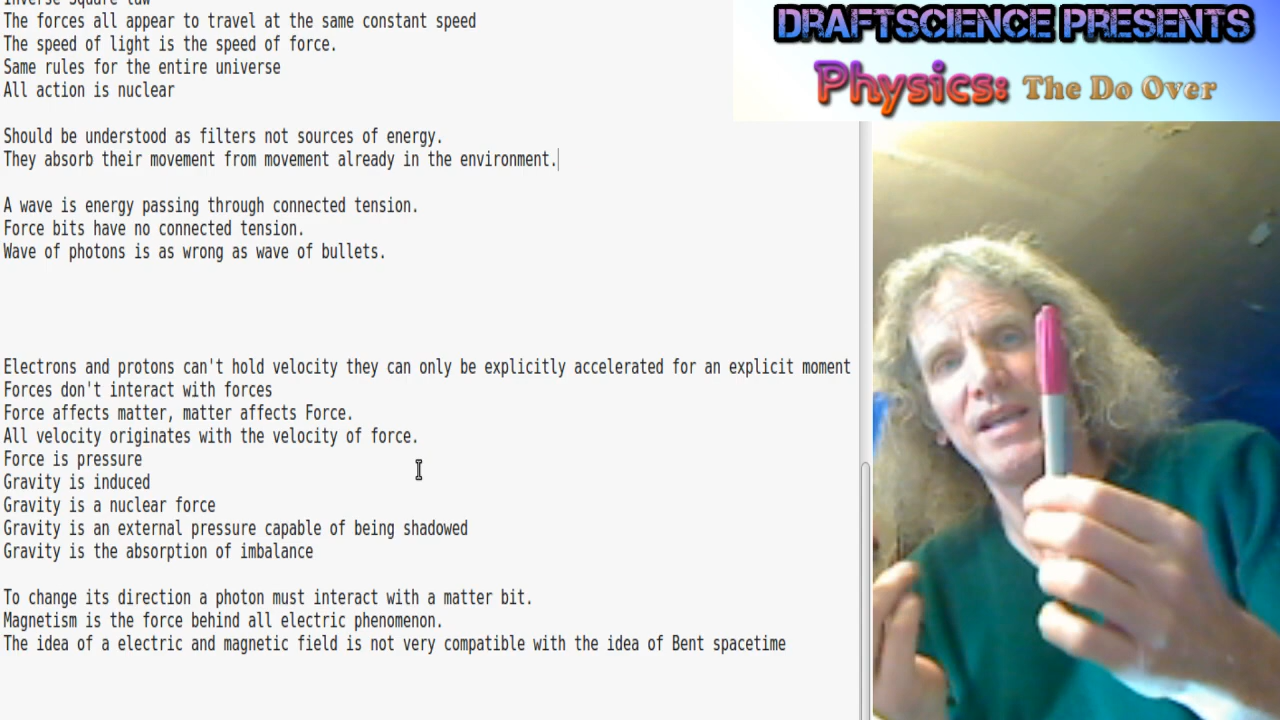 Inverse Square law
The forces all appear to travel at the same constant speed
The speed of light is the speed of force.
Same rules for the entire universe
All action is nuclear
Should be understood as filters not sources of energy.
They absorb their movement from movement already in the environment.
A wave is energy passing through connected tension.
Force bits have no connected tension.
Wave of photons is as wrong as wave of bullets.
Electrons and protons can't hold velocity they can only be explicitly accelerated for an explicit moment
Forces don't interact with forces
Force affects matter, matter affects Force.
All velocity originates with the velocity of force.
Force is pressure
Gravity is induced
Gravity is a nuclear force
Gravity is an external pressure capable of being shadowed
Gravity is the absorption of imbalance
To change its direction a photon must interact with a matter bit.
Magnetism is the force behind all electric phenomenon.
The idea of a electric and magnetic field is not very compatible with the idea of Bent spacetime
DRAFTSCIENCE PRESENTS
Physics: The Do Over